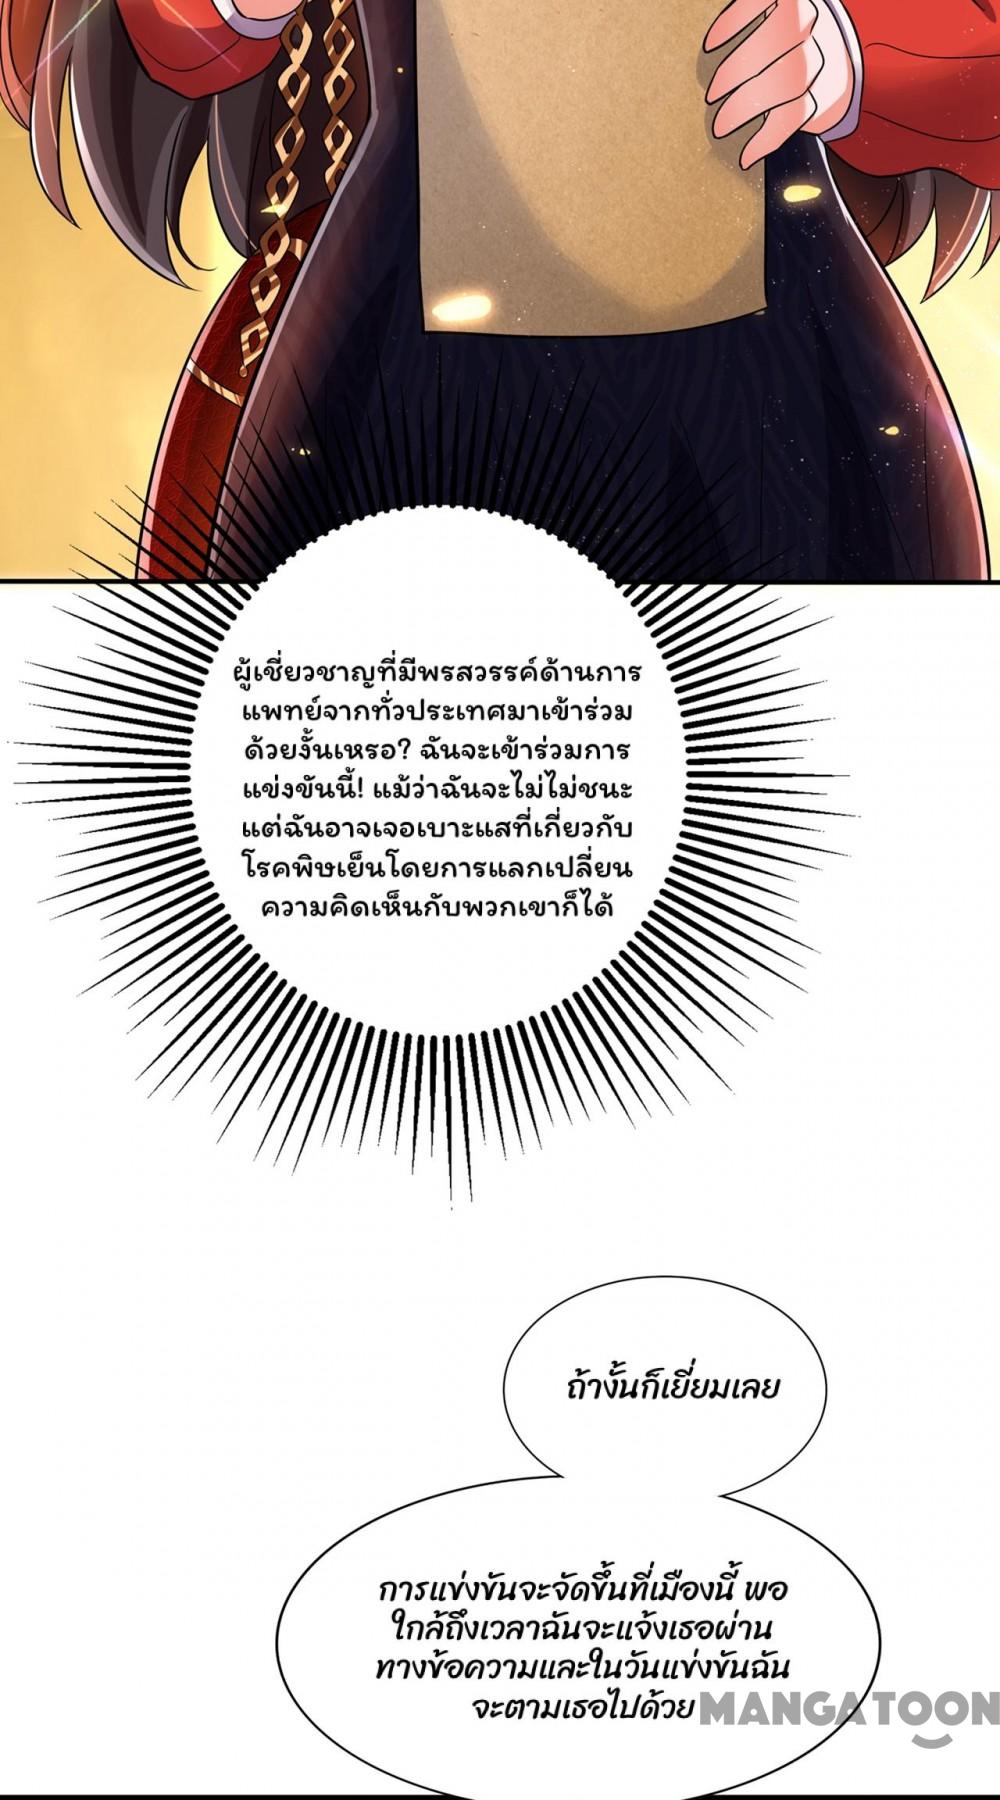 ผู้เชี่ยวชาญที่มีพรสวรรค์ด้านการ
แพทย์จากทั่วประเทศมาเข้าร่วม
ด้วยงั้นเหรอ? ฉันจะเข้าร่วมการ
แข่งขันนี้! แม้ว่าฉันจะไม่ไม่ชนะ
แต่ฉันอาจเจอเบาะแสที่เกี่ยวกับ
โรคพิษเย็นโดยการแลกเปลี่ยน
ความคิดเห็นกับพวกเขาก็ได้
ถ้างั้นก็เยี่ยมเลย
การแข่งขันจะจัดขึ้นที่เมืองนี้ พอ
ใกล้ถึงเวลาฉันจะแจ้งเธอผ่าน
ทางข้อความและในวันแข่งขันฉัน
จะตามเธอไปด้วย
MANGATOON